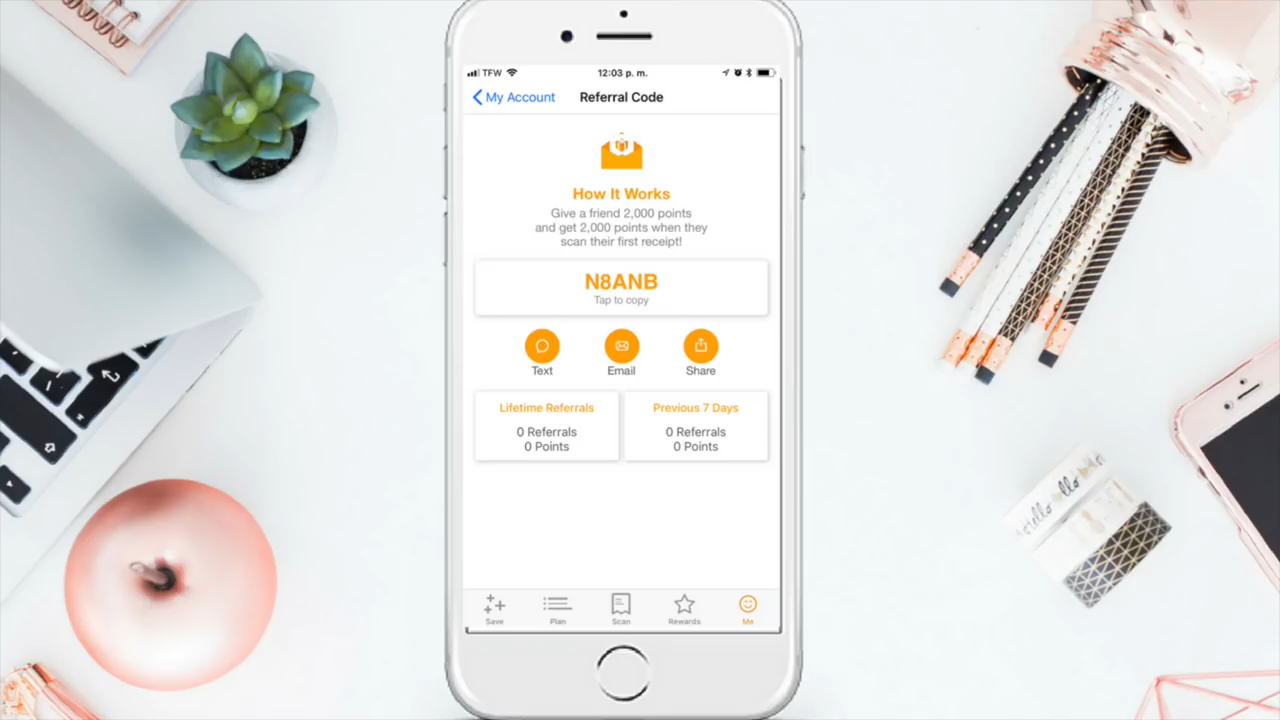 TFW
12:03 p. m.
My Account
Referral Code
How It Works
Give a friend 2,000 points
and get 2,000 points when they
scan their first receipt!
N8ANB
Tap to copy
Text
Email
Share
Lifetime Referrals
0 Referrals
0 Points
Previous 7 Days
0 Referrals
0 Points
Save
Plan
Scan
Rewards
Me
Hello
hello